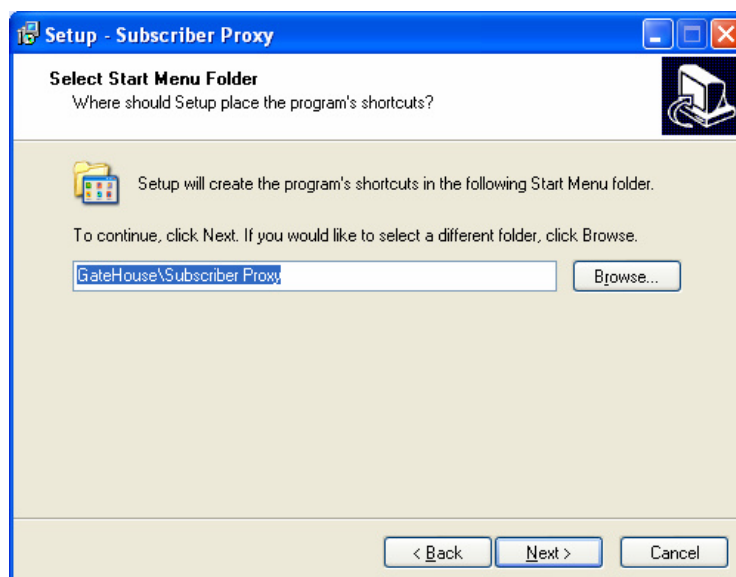 Setup - Subscriber Proxy
Select Start Menu Folder
Where should Setup place the program's shortcuts?
Setup will create the program's shortcuts in the following Start Menu folder.
To continue, click Next. If you would like to select a different folder, click Browse.
GateHouse\Subscriber Proxy
Browse...
< Back
Next >
Cancel